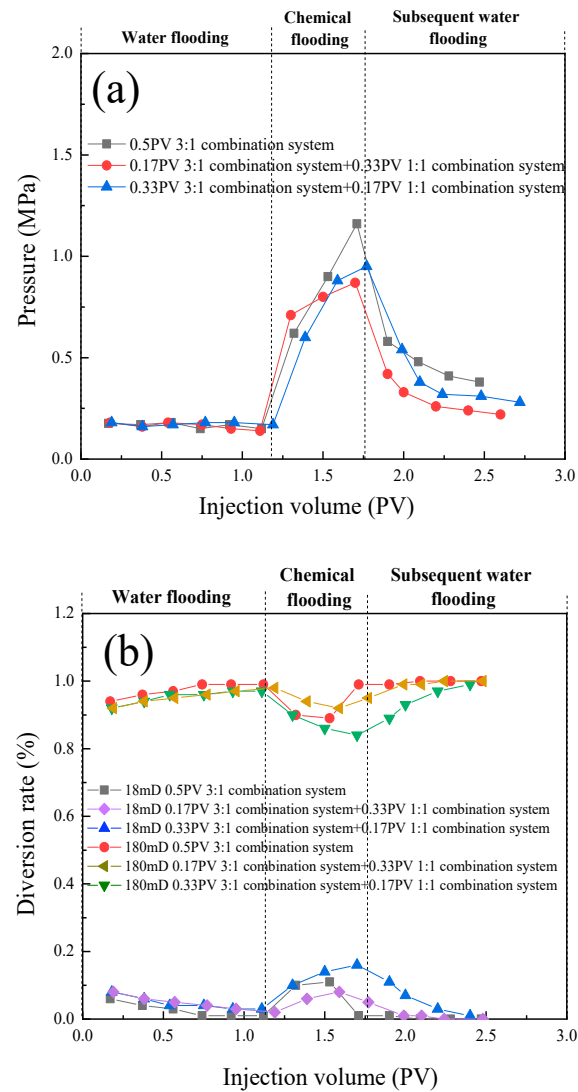 Water flooding
Chemical
flooding
Subsequent water
flooding
(a)
0.5PV 3:1 combination system
0.17PV 3:1 combination system+0.33PV 1:1 combination system
0.33PV 3:1 combination system+0.17PV 1:1 combination system
Pressure (MPa)
2.0
1.5
1.0
0.5
0.0
0.0 0.5 1.0 1.5 2.0 2.5 3.0
Injection volume (PV)
Water flooding
Chemical
flooding
Subsequent water
flooding
(b)
18mD 0.5PV 3:1 combination system
18mD 0.17PV 3:1 combination system+0.33PV 1:1 combination system
18mD 0.33PV 3:1 combination system+0.17PV 1:1 combination system
180mD 0.5PV 3:1 combination system
180mD 0.17PV 3:1 combination system+0.33PV 1:1 combination system
180mD 0.33PV 3:1 combination system+0.17PV 1:1 combination system
Diversion rate (%)
1.2
1.0
0.8
0.6
0.4
0.2
0.0
0.0 0.5 1.0 1.5 2.0 2.5 3.0
Injection volume (PV)